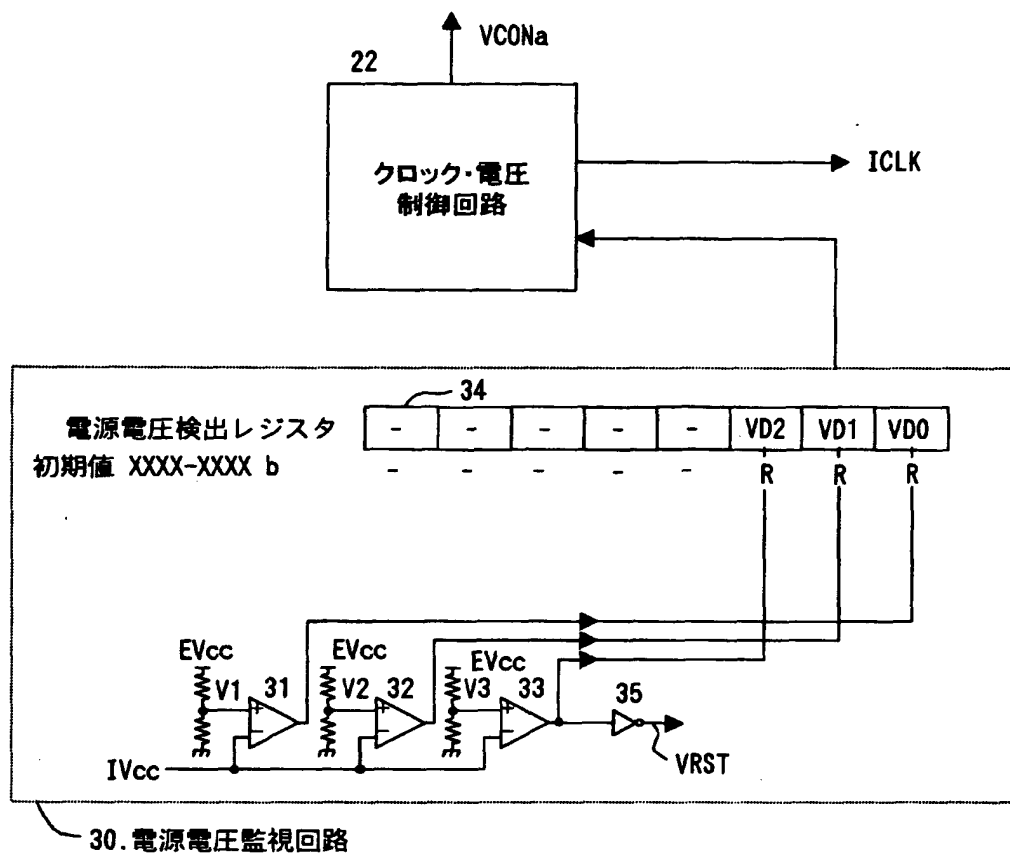 VCONa
22
クロック・電圧
制御回路
ICLK
34
電源電圧検出レジスタ
- - - - - VD2 VD1 VD0
初期値 XXXX-XXXX b
- - - - - R R R
EVcc EVcc EVcc
V1 31 V2 32 V3 33 35
IVcc
VRST
30.電源電圧監視回路